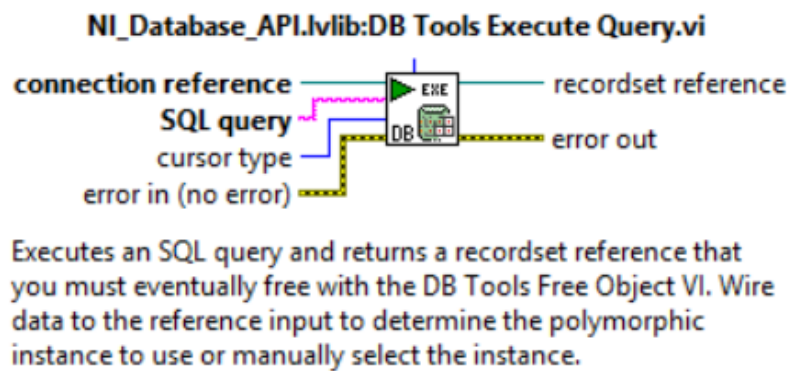 NI_Database_API.lvlib:DB Tools Execute Query.vi
connection reference
recordset reference
EXE
SQL query
DB
error out
cursor type
error in (no error)
Executes an SQL query and returns a recordset reference that
you must eventually free with the DB Tools Free Object VI. Wire
data to the reference input to determine the polymorphic
instance to use or manually select the instance.